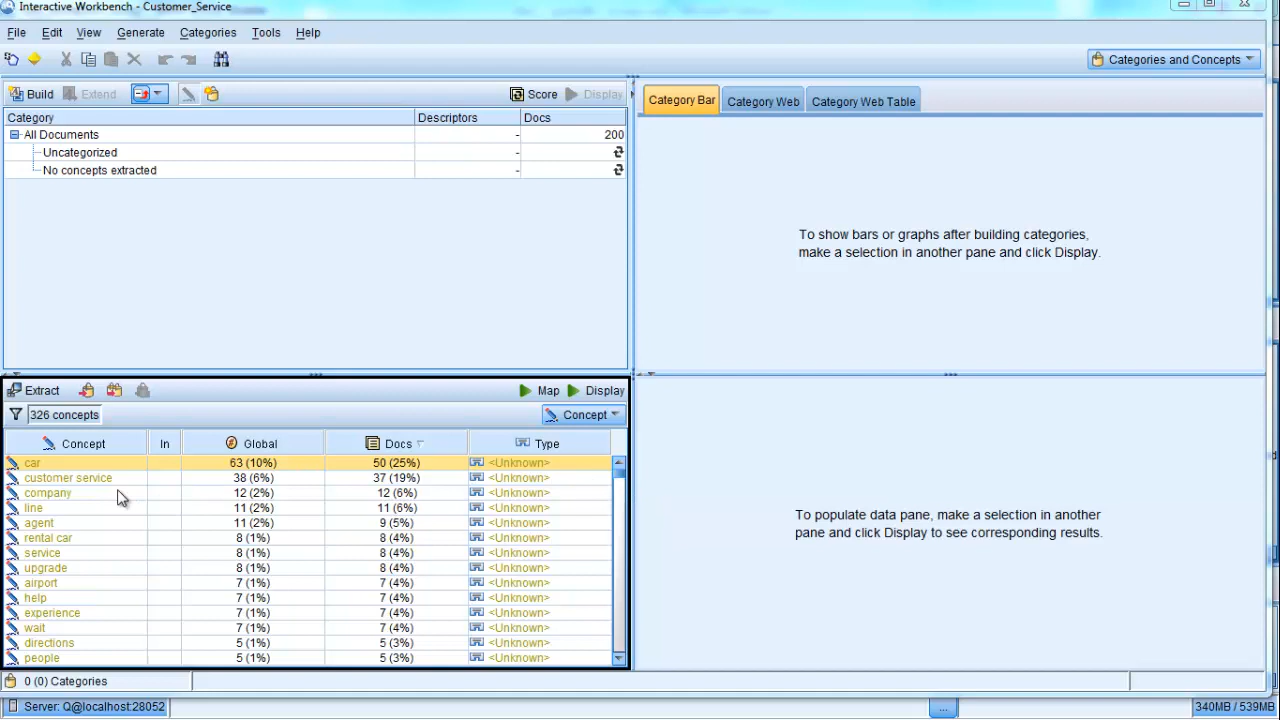 Interactive Workbench - Customer_Service
File Edit View Generate Categories Tools Help
Categories and Concepts
Build Extend Score Display
Category Bar Category Web Category Web Table
Category Descriptors Docs
All Documents - 200
Uncategorized -
No concepts extracted -
To show bars or graphs after building categories,
make a selection in another pane and click Display.
Extract Map Display
326 concepts Concept
Concept In Global Docs Type
car 63 (10%) 50 (25%) <Unknown>
customer service 38 (6%) 37 (19%) <Unknown>
company 12 (2%) 12 (6%) <Unknown>
line 11 (2%) 11 (6%) <Unknown>
agent 11 (2%) 9 (5%) <Unknown>
rental car 8 (1%) 8 (4%) <Unknown>
service 8 (1%) 8 (4%) <Unknown>
upgrade 8 (1%) 8 (4%) <Unknown>
airport 7 (1%) 7 (4%) <Unknown>
help 7 (1%) 7 (4%) <Unknown>
experience 7 (1%) 7 (4%) <Unknown>
wait 7 (1%) 7 (4%) <Unknown>
directions 5 (1%) 5 (3%) <Unknown>
people 5 (1%) 5 (3%) <Unknown>
To populate data pane, make a selection in another
pane and click Display to see corresponding results.
0 (0) Categories
Server: Q@localhost:28052 ... 340MB / 539MB